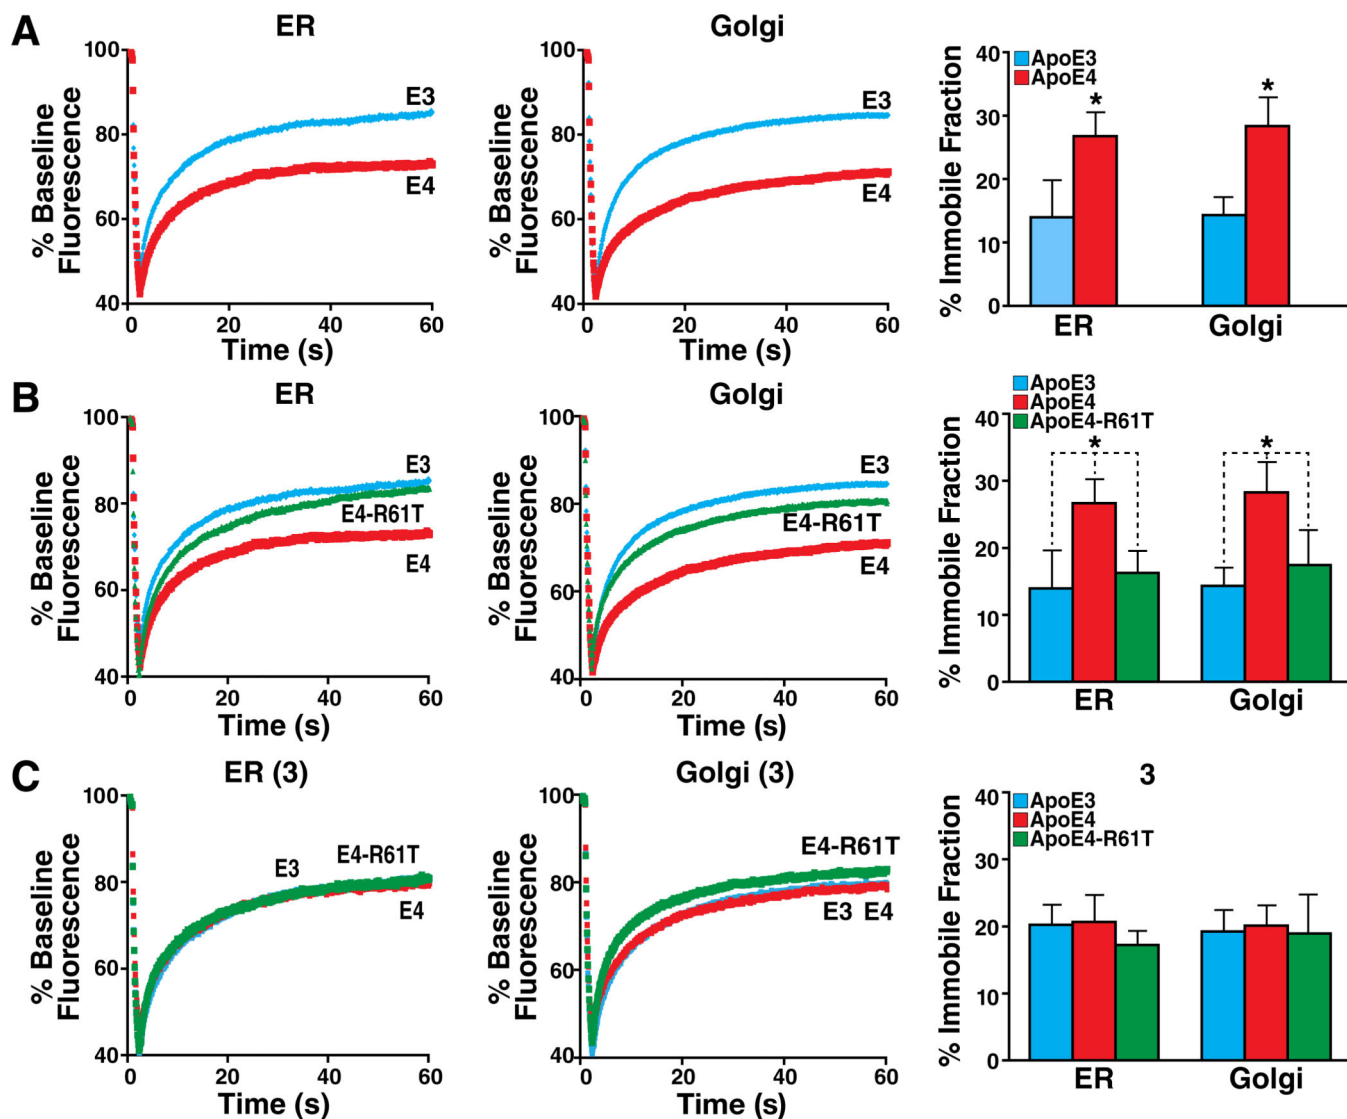 A
ER
100
80
60
40
0
20
40
60
% Baseline
Fluorescence
Time (s)
E3
E4
Golgi
100
80
60
40
0
20
40
60
% Baseline
Fluorescence
Time (s)
E3
E4
40
30
20
10
0
% Immobile Fraction
ApoE3
ApoE4
*
*
ER
Golgi
B
ER
100
80
60
40
0
20
40
60
% Baseline
Fluorescence
Time (s)
E3
E4-R61T
E4
Golgi
100
80
60
40
0
20
40
60
% Baseline
Fluorescence
Time (s)
E3
E4-R61T
E4
40
30
20
10
0
% Immobile Fraction
ApoE3
ApoE4
ApoE4-R61T
*
*
ER
Golgi
C
ER (3)
100
80
60
40
0
20
40
60
% Baseline
Fluorescence
Time (s)
E3
E4-R61T
E4
Golgi (3)
100
80
60
40
0
20
40
60
% Baseline
Fluorescence
Time (s)
E4-R61T
E3 E4
3
40
30
20
10
0
% Immobile Fraction
ApoE3
ApoE4
ApoE4-R61T
ER
Golgi